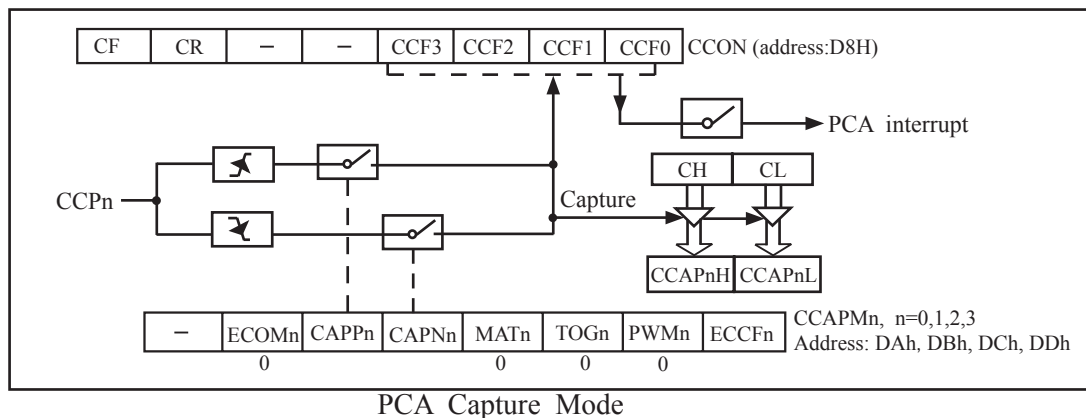 CF CR – – CCF3 CCF2 CCF1 CCF0 CCON (address:D8H)
PCA interrupt
CH CL
CCPn
Capture
CCAPnH CCAPnL
– ECOMn CAPPn CAPNn MATn TOGn PWMn ECCFn
CCAPMn, n=0,1,2,3
Address: DAh, DBh, DCh, DDh
0 0 0 0
PCA Capture Mode